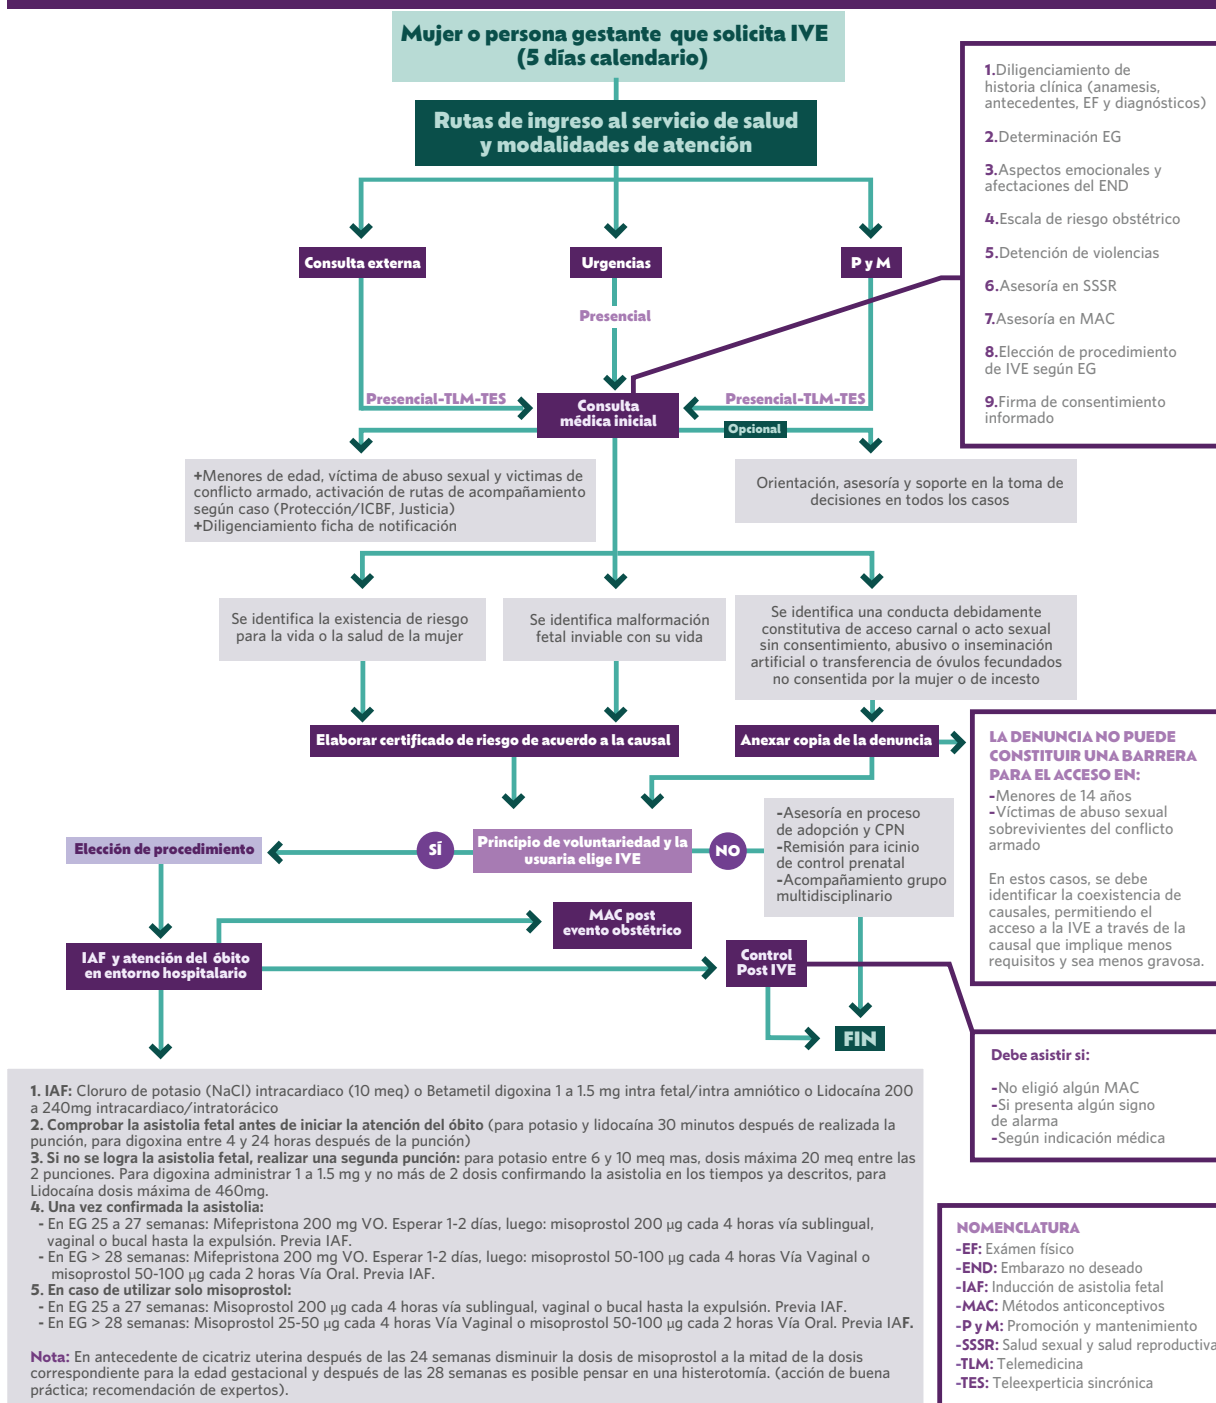 Mujer o persona gestante que solicita IVE
(5 días calendario)
Rutas de ingreso al servicio de salud
y modalidades de atención
Consulta externa
Urgencias
P y M
Presencial
Presencial-TLM-TES
Presencial-TLM-TES
Consulta
médica inicial
Opcional
1.Diligenciamiento de
historia clínica (anamesis,
antecedentes, EF y diagnósticos)
2.Determinación EG
3.Aspectos emocionales y
afectaciones del END
4.Escala de riesgo obstétrico
5.Detención de violencias
6.Asesoría en SSSR
7.Asesoría en MAC
8.Elección de procedimiento
de IVE según EG
9.Firma de consentimiento
informado
+Menores de edad, víctima de abuso sexual y victimas de
conflicto armado, activación de rutas de acompañamiento
según caso (Protección/ICBF, Justicia)
+Diligenciamiento ficha de notificación
Orientación, asesoría y soporte en la toma de
decisiones en todos los casos
Se identifica la existencia de riesgo
para la vida o la salud de la mujer
Se identifica malformación
fetal inviable con su vida
Se identifica una conducta debidamente
constitutiva de acceso carnal o acto sexual
sin consentimiento, abusivo o inseminación
artificial o transferencia de óvulos fecundados
no consentida por la mujer o de incesto
Elaborar certificado de riesgo de acuerdo a la causal
Anexar copia de la denuncia
LA DENUNCIA NO PUEDE
CONSTITUIR UNA BARRERA
PARA EL ACCESO EN:
-Menores de 14 años
-Víctimas de abuso sexual
sobrevivientes del conflicto
armado
En estos casos, se debe
identificar la coexistencia de
causales, permitiendo el
acceso a la IVE a través de la
causal que implique menos
requisitos y sea menos gravosa.
Elección de procedimiento
SÍ
Principio de voluntariedad y la
usuaria elige IVE
NO
-Asesoría en proceso
de adopción y CPN
-Remisión para icinio
de control prenatal
-Acompañamiento grupo
multidisciplinario
MAC post
evento obstétrico
IAF y atención del óbito
en entorno hospitalario
Control
Post IVE
FIN
Debe asistir si:
-No eligió algún MAC
-Si presenta algún signo
de alarma
-Según indicación médica
1. IAF: Cloruro de potasio (NaCl) intracardiaco (10 meq) o Betametil digoxina 1 a 1.5 mg intra fetal/intra amniótico o Lidocaína 200
a 240mg intracardiaco/intratorácico
2. Comprobar la asistolia fetal antes de iniciar la atención del óbito (para potasio y lidocaína 30 minutos después de realizada la
punción, para digoxina entre 4 y 24 horas después de la punción)
3. Si no se logra la asistolia fetal, realizar una segunda punción: para potasio entre 6 y 10 meq mas, dosis máxima 20 meq entre las
2 punciones. Para digoxina administrar 1 a 1.5 mg y no más de 2 dosis confirmando la asistolia en los tiempos ya descritos, para
Lidocaína dosis máxima de 460mg.
4. Una vez confirmada la asistolia:
- En EG 25 a 27 semanas: Mifepristona 200 mg VO. Esperar 1-2 días, luego: misoprostol 200 µg cada 4 horas vía sublingual,
vaginal o bucal hasta la expulsión. Previa IAF.
- En EG > 28 semanas: Mifepristona 200 mg VO. Esperar 1-2 días, luego: misoprostol 50-100 µg cada 4 horas Vía Vaginal o
misoprostol 50-100 µg cada 2 horas Vía Oral. Previa IAF.
5. En caso de utilizar solo misoprostol:
- En EG 25 a 27 semanas: Misoprostol 200 µg cada 4 horas vía sublingual, vaginal o bucal hasta la expulsión. Previa IAF.
- En EG > 28 semanas: Misoprostol 25-50 µg cada 4 horas Vía Vaginal o misoprostol 50-100 µg cada 2 horas Vía Oral. Previa IAF.
Nota: En antecedente de cicatriz uterina después de las 24 semanas disminuir la dosis de misoprostol a la mitad de la dosis
correspondiente para la edad gestacional y después de las 28 semanas es posible pensar en una histerotomía. (acción de buena
práctica; recomendación de expertos).
NOMENCLATURA
-EF: Exámen físico
-END: Embarazo no deseado
-IAF: Inducción de asistolia fetal
-MAC: Métodos anticonceptivos
-P y M: Promoción y mantenimiento
-SSSR: Salud sexual y salud reproductiva
-TLM: Telemedicina
-TES: Teleexperticia sincrónica